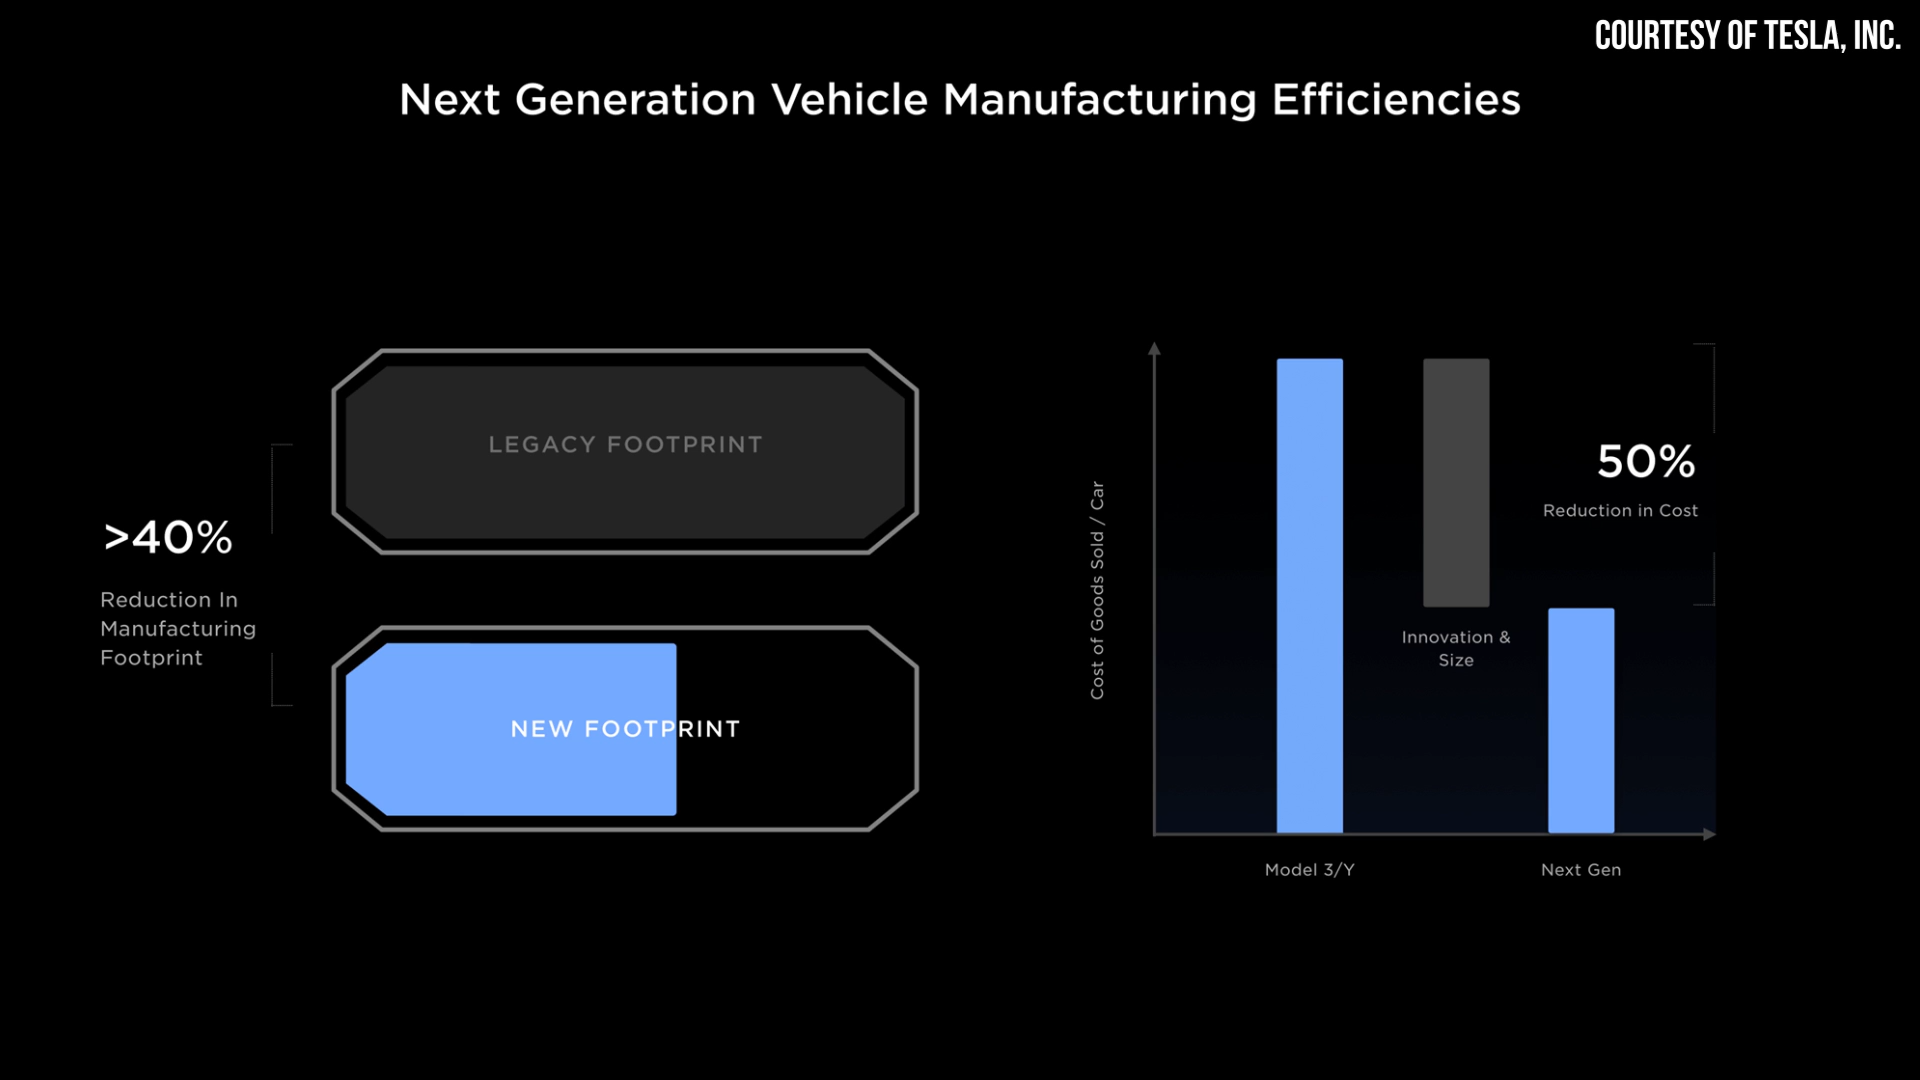 COURTESY OF TESLA, INC.
Next Generation Vehicle Manufacturing Efficiencies
>40%
Reduction In
Manufacturing
Footprint
LEGACY FOOTPRINT
NEW FOOTPRINT
Cost of Goods Sold / Car
50%
Reduction in Cost
Innovation &
Size
Model 3/Y
Next Gen